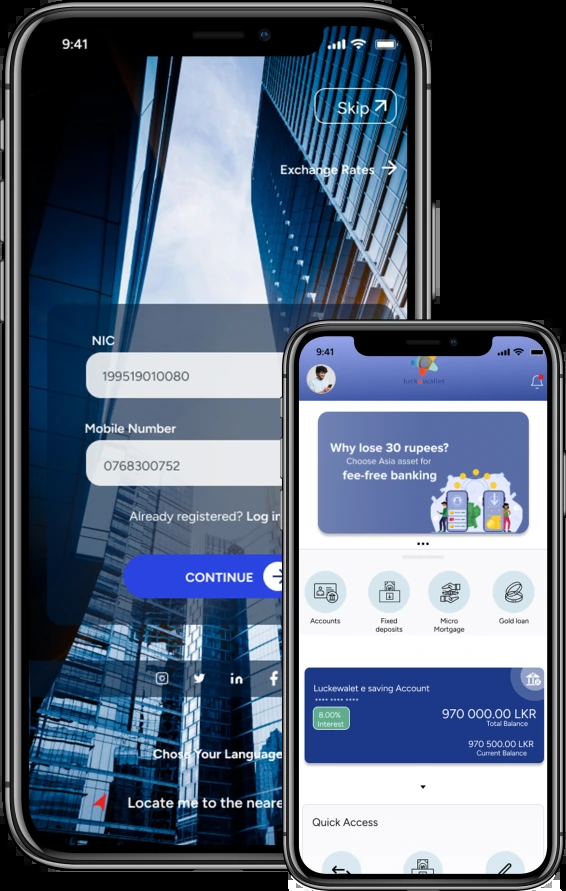 9:41
Skip
Exchange Rates
NIC
199519010080
Mobile Number
0768300752
Already registered? Log in
CONTINUE
Chose Your Language
Locate me to the neare
9:41
luckewallet
Why lose 30 rupees?
Choose Asia asset for
fee-free banking
Accounts
Fixed
deposits
Micro
Mortgage
Gold loan
Luckewalet e saving Account
**** **** ****
8.00%
Interest
970 000.00 LKR
Total Balance
970 500.00 LKR
Current Balance
Quick Access